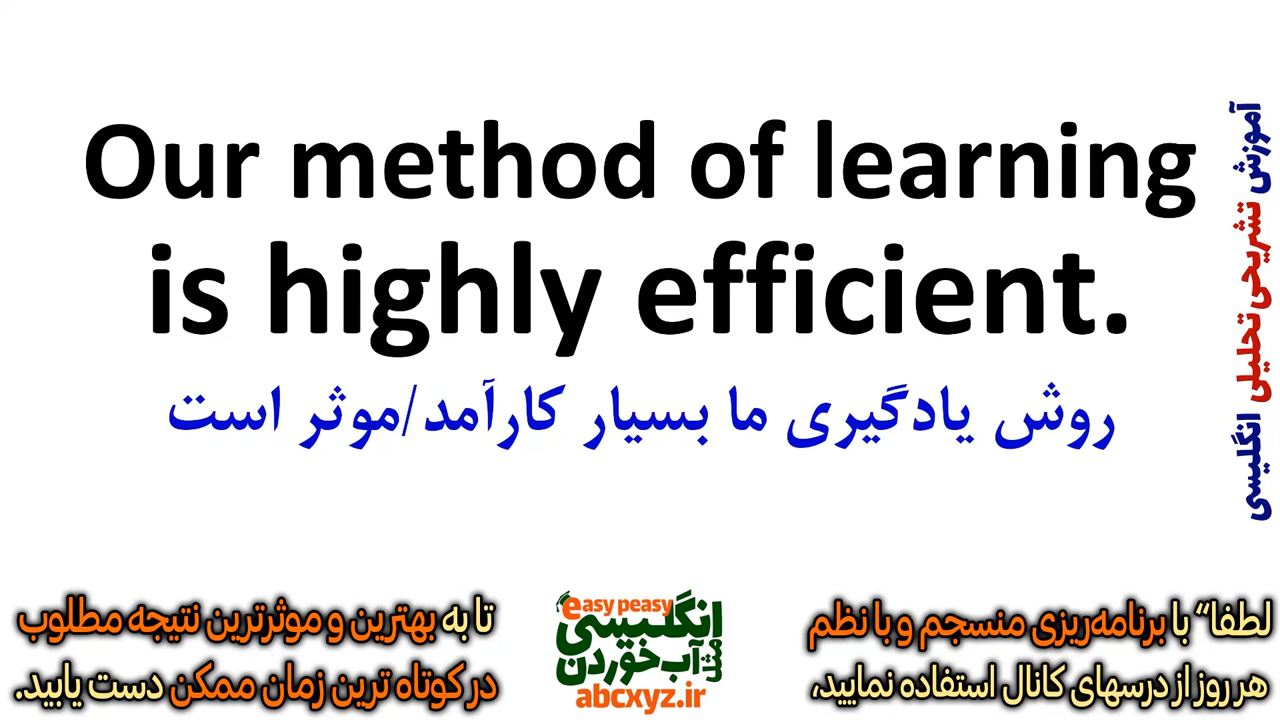 Our method of learning
is highly efficient.
روش یادگیری ما بسیار کارآمد/موثر است
آموزش تشریحی تحلیلی انگلیسی
لطفا“ با برنامه‌ریزی منسجم و با نظم
هر روز از درسهای کانال استفاده نمایید،
easy peasy
انگلیسی
مثل آب خوردن
abcxyz.ir
تا به بهترین و موثرترین نتیجه مطلوب
در کوتاه ترین زمان ممکن دست یابید.